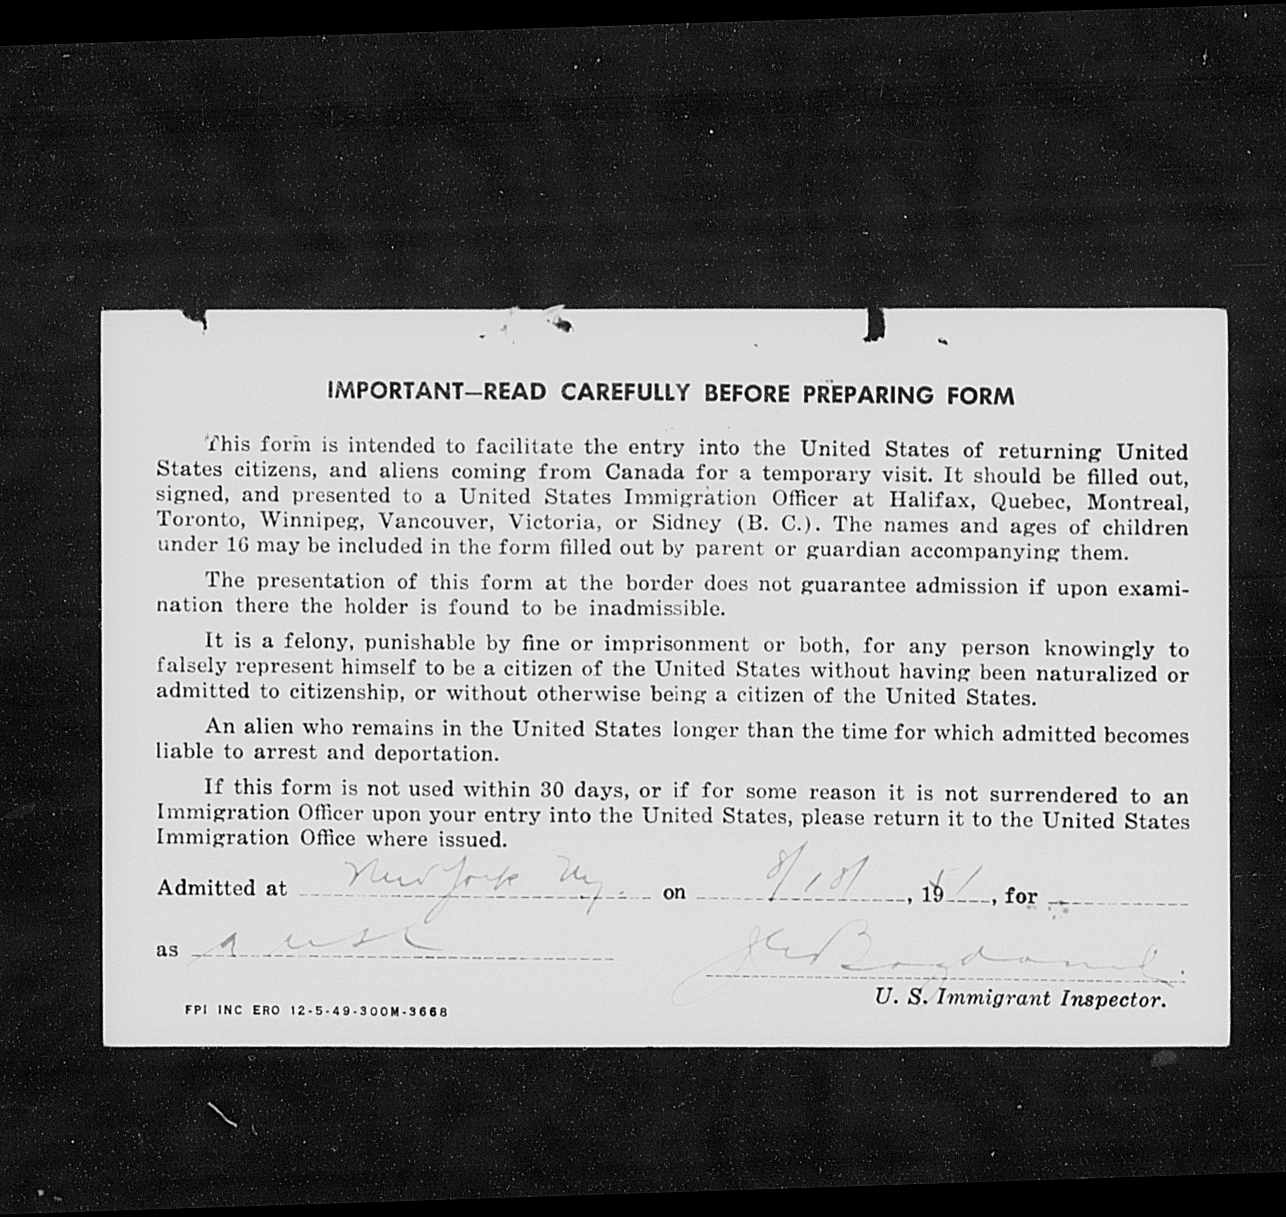 IMPORTANT—READ CAREFULLY BEFORE PREPARING FORM
This form is intended to facilitate the entry into the United States of returning United
States citizens, and aliens coming from Canada for a temporary visit. It should be filled out,
signed, and presented to a United States Immigration Officer at Halifax, Quebec, Montreal,
Toronto, Winnipeg, Vancouver, Victoria, or Sidney (B. C.). The names and ages of children
under 16 may be included in the form filled out by parent or guardian accompanying them.
The presentation of this form at the border does not guarantee admission if upon exami-
nation there the holder is found to be inadmissible.
It is a felony, punishable by fine or imprisonment or both, for any person knowingly to
falsely represent himself to be a citizen of the United States without having been naturalized or
admitted to citizenship, or without otherwise being a citizen of the United States.
An alien who remains in the United States longer than the time for which admitted becomes
liable to arrest and deportation.
If this form is not used within 30 days, or if for some reason it is not surrendered to an
Immigration Officer upon your entry into the United States, please return it to the United States
Immigration Office where issued.
Admitted at New York Ny. on 8/18/, 1951, for
as a USC
U. S. Immigrant Inspector.
FPI INC ERO 12-5-49-300M-3668